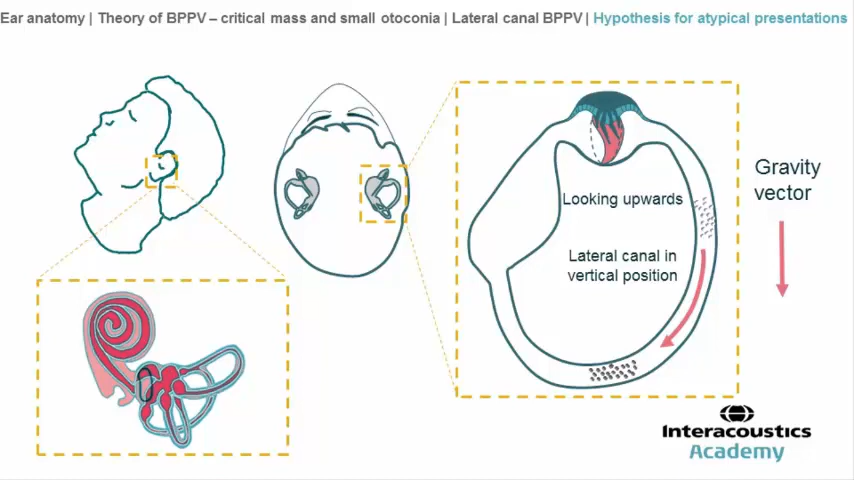 Ear anatomy | Theory of BPPV – critical mass and small otoconia | Lateral canal BPPV | Hypothesis for atypical presentations
Looking upwards
Lateral canal in
vertical position
Gravity
vector
Interacoustics
Academy